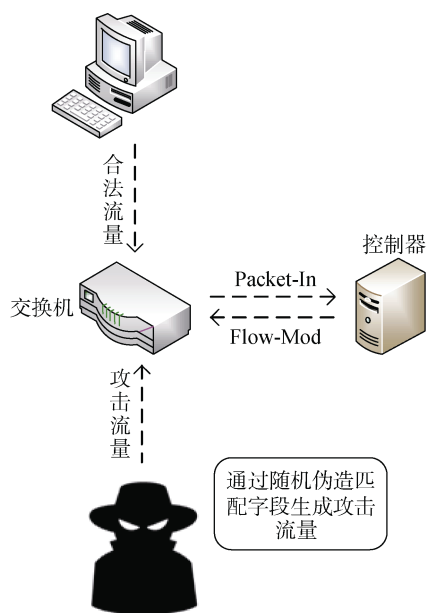 合法流量
控制器
Packet-In
交换机
Flow-Mod
攻击流量
通过随机伪造匹
配字段生成攻击
流量